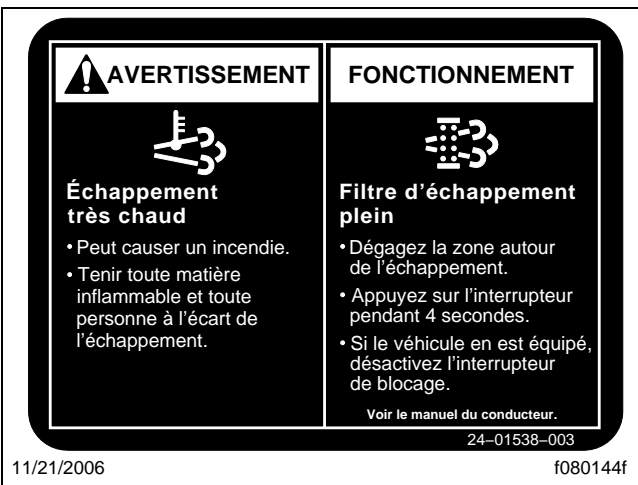 AVERTISSEMENT
Échappement
très chaud
• Peut causer un incendie.
• Tenir toute matière
inflammable et toute
personne à l’écart de
l’échappement.
FONCTIONNEMENT
Filtre d’échappement
plein
• Dégagez la zone autour
de l’échappement.
• Appuyez sur l’interrupteur
pendant 4 secondes.
• Si le véhicule en est équipé,
désactivez l’interrupteur
de blocage.
Voir le manuel du conducteur.
24–01538–003
11/21/2006
f080144f